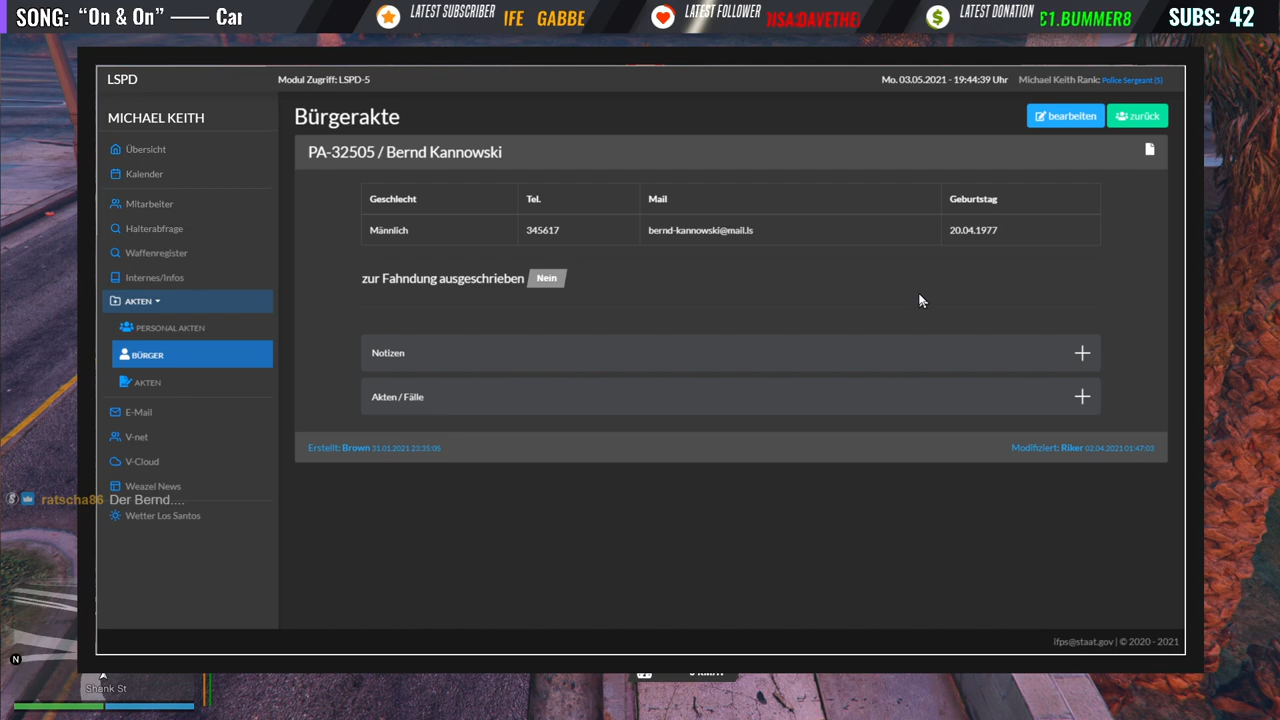 SONG: “On & On” —— Car
LATEST SUBSCRIBER
IFE GABBE
LATEST FOLLOWER
LATEST DONATION
€1.BUMMER8
SUBS: 42
LSPD
Modul Zugriff: LSPD-5
Mo. 03.05.2021 - 19:44:39 Uhr
Michael Keith Rank: Police Sergeant (5)
MICHAEL KEITH
Übersicht
Kalender
Mitarbeiter
Halterabfrage
Waffenregister
Internes/Infos
AKTEN
PERSONAL AKTEN
BÜRGER
AKTEN
E-Mail
V-net
V-Cloud
Weazel News
ratscha86 Der Bernd....
Wetter Los Santos
Bürgerakte
bearbeiten
zurück
PA-32505 / Bernd Kannowski
Geschlecht Tel. Mail Geburtstag
Männlich 345617 bernd-kannowski@mail.ls 20.04.1977
zur Fahndung ausgeschrieben Nein
Notizen
Akten / Fälle
Erstellt: Brown 31.01.2021 23:35:05
Modifiziert: Riker 02.04.2021 01:47:03
ifps@staat.gov | © 2020 - 2021
N
Shank St